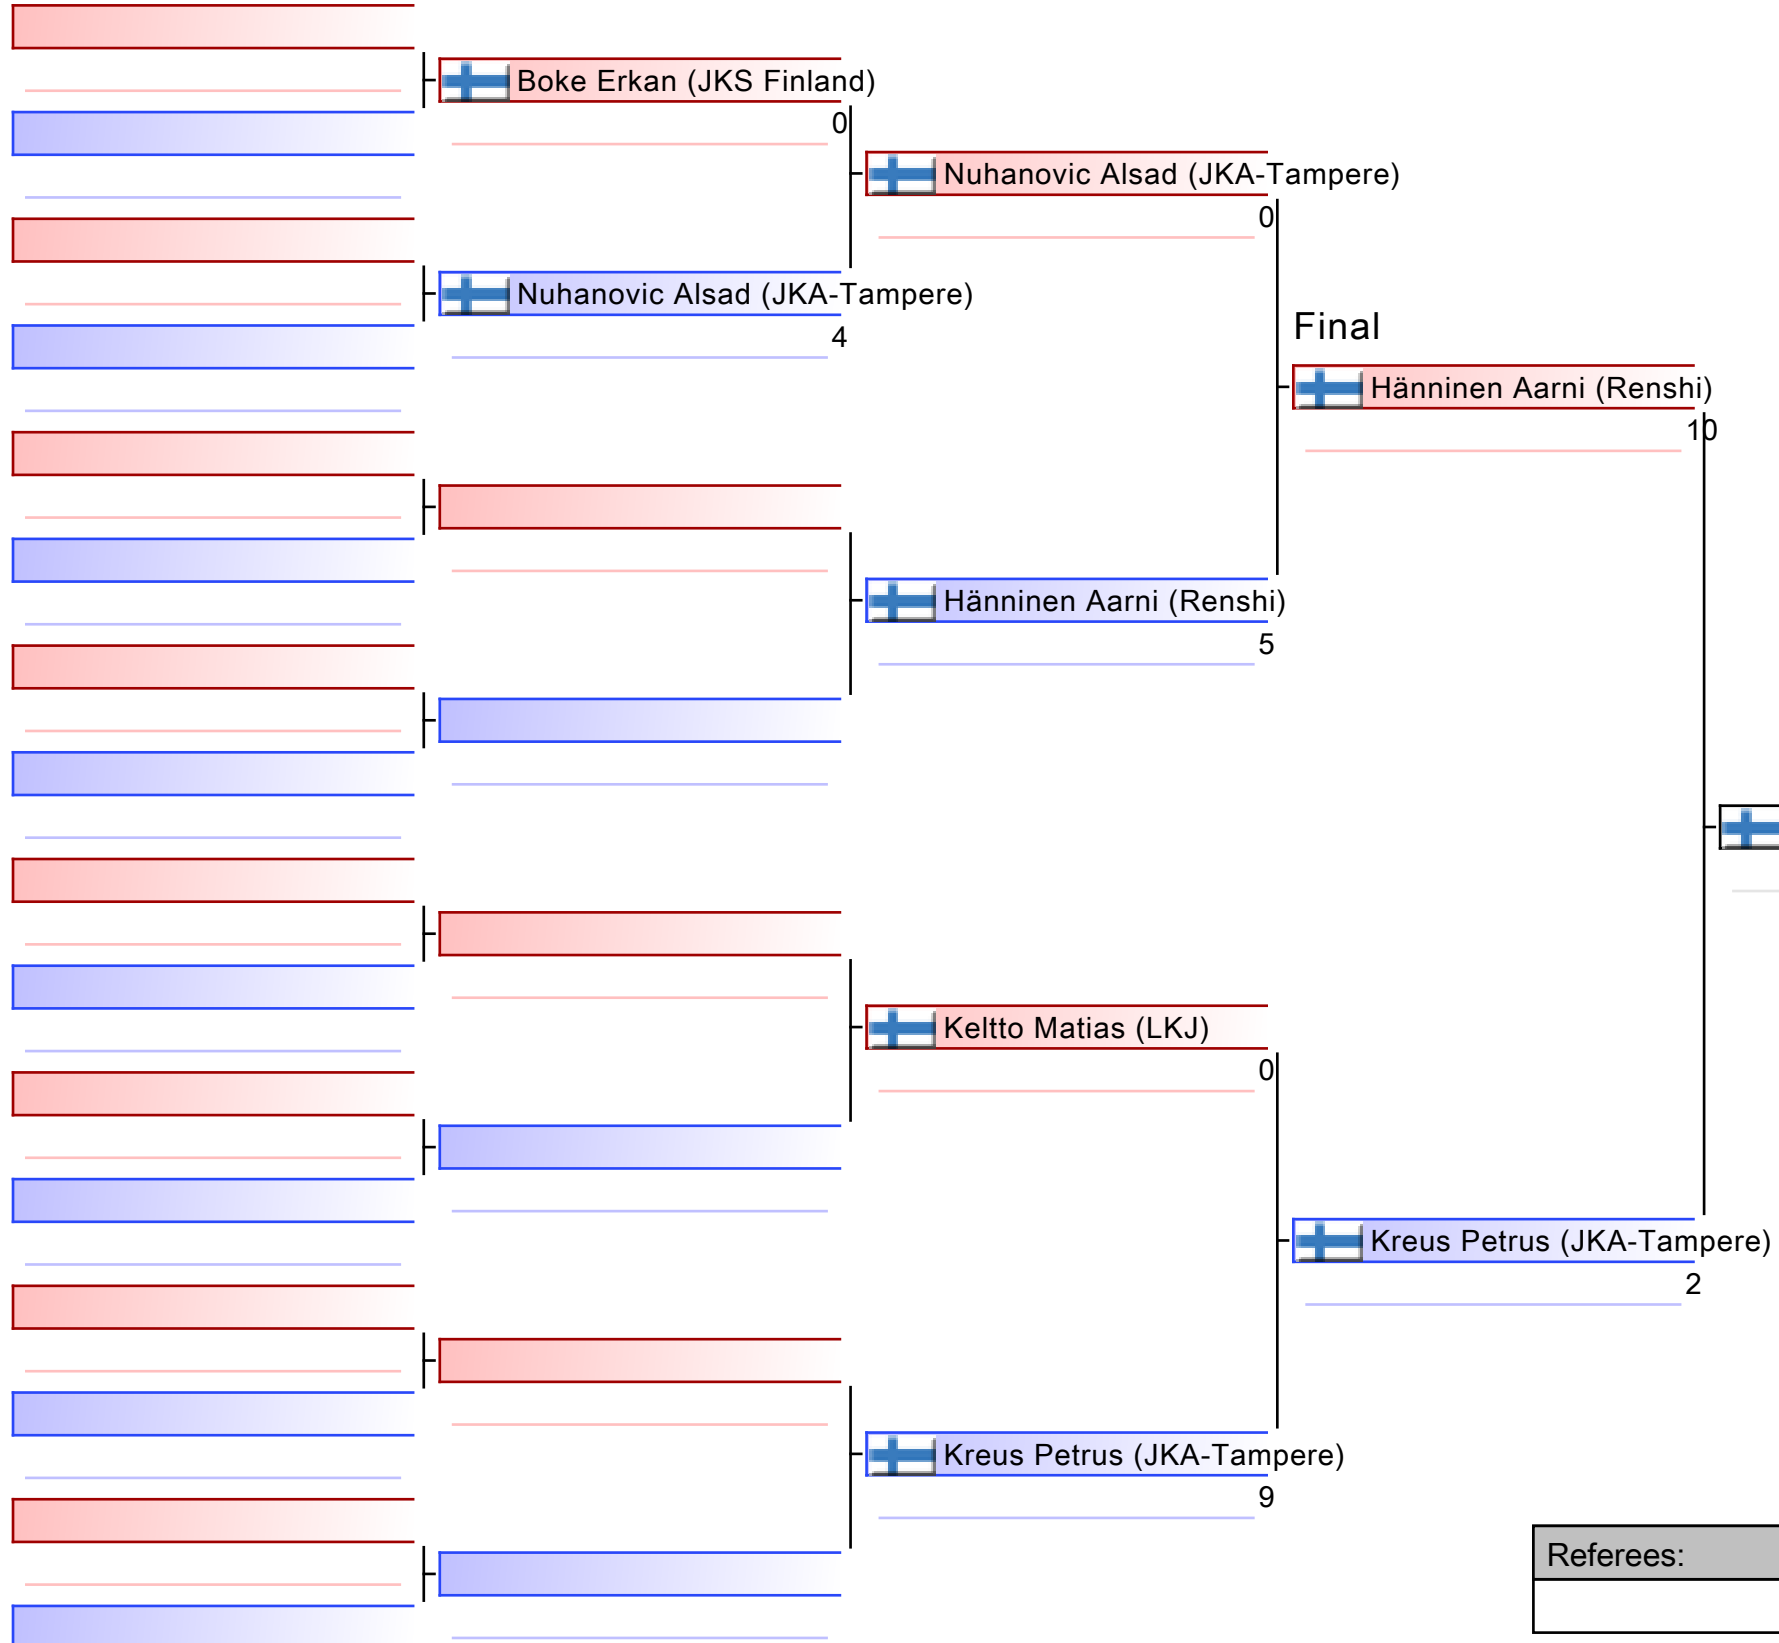 Boke Erkan (JKS Finland)
0
Nuhanovic Alsad (JKA-Tampere)
0
Nuhanovic Alsad (JKA-Tampere)
4
Final
Hänninen Aarni (Renshi)
10
Hänninen Aarni (Renshi)
5
Keltto Matias (LKJ)
0
Kreus Petrus (JKA-Tampere)
2
Kreus Petrus (JKA-Tampere)
9
Referees: